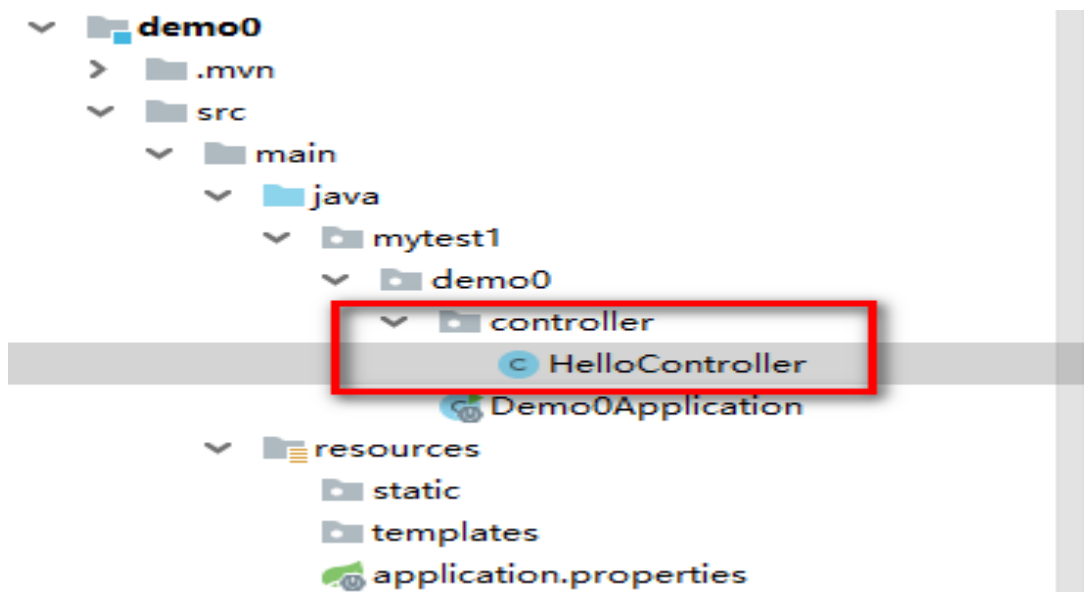 demo0
.mvn
src
main
java
mytest1
demo0
controller
HelloController
Demo0Application
resources
static
templates
application.properties